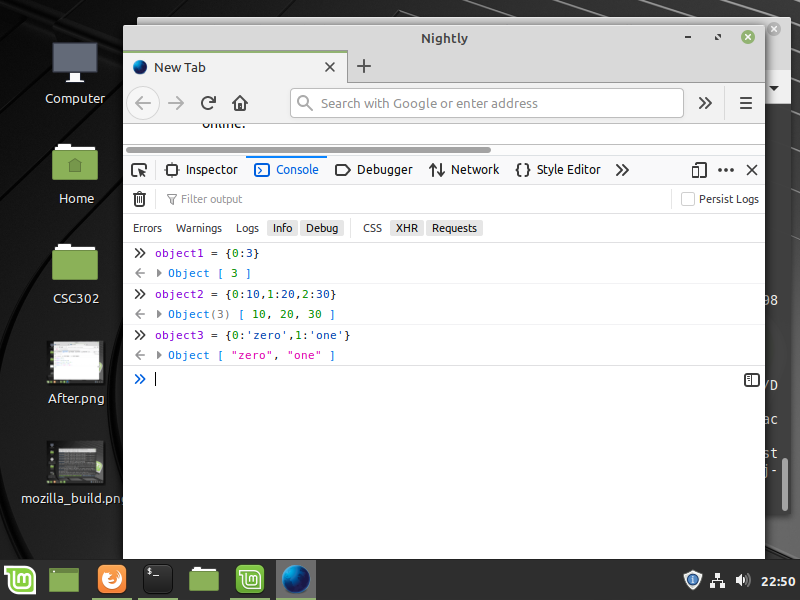 Nightly
New Tab
Search with Google or enter address
online.
Inspector Console Debugger Network Style Editor
Filter output Persist Logs
Errors Warnings Logs Info Debug CSS XHR Requests
object1 = {0:3}
Object [ 3 ]
object2 = {0:10,1:20,2:30}
Object(3) [ 10, 20, 30 ]
object3 = {0:'zero',1:'one'}
Object [ "zero", "one" ]
Computer
Home
CSC302
After.png
mozilla_build.png
98
/D
ac
st
j-
22:50